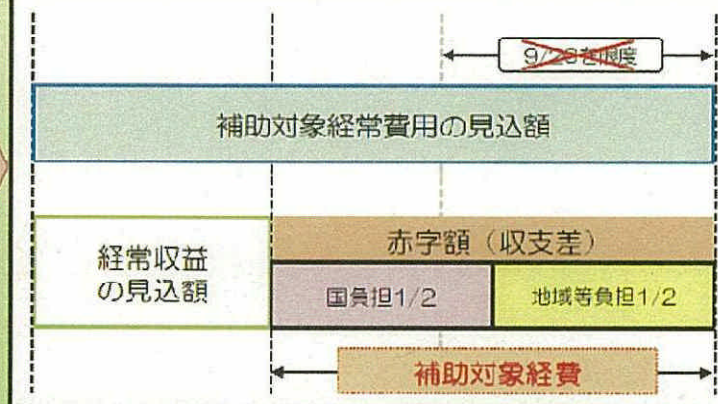 9/20を限度
補助対象経常費用の見込額
経常収益
の見込額
赤字額（収支差）
国負担1/2
地域等負担1/2
補助対象経費